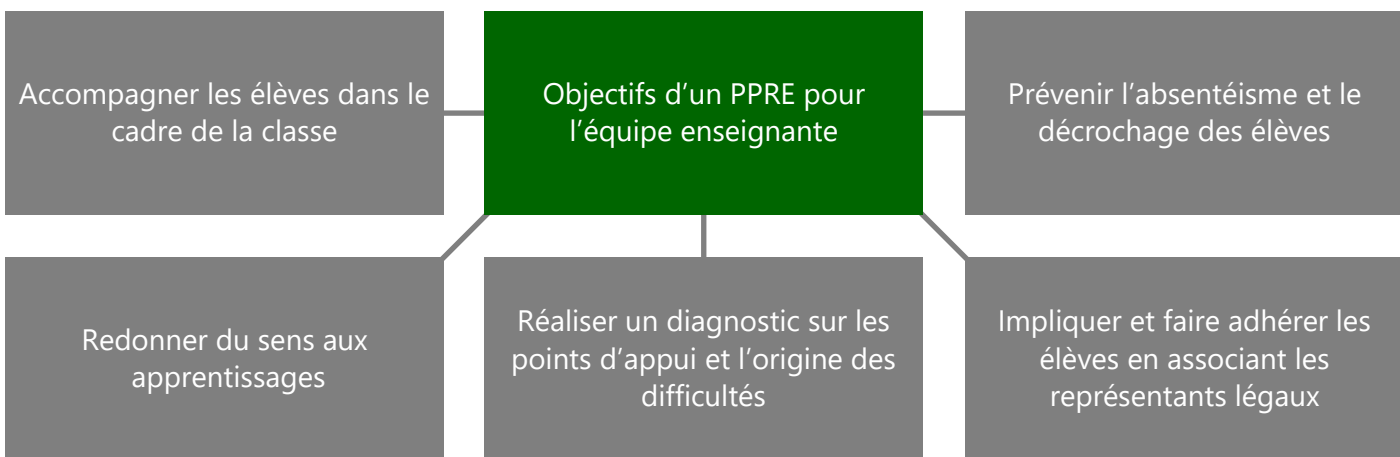 Accompagner les élèves dans le
cadre de la classe
Objectifs d’un PPRE pour
l’équipe enseignante
Prévenir l’absentéisme et le
décrochage des élèves
Redonner du sens aux
apprentissages
Réaliser un diagnostic sur les
points d’appui et l’origine des
difficultés
Impliquer et faire adhérer les
élèves en associant les
représentants légaux